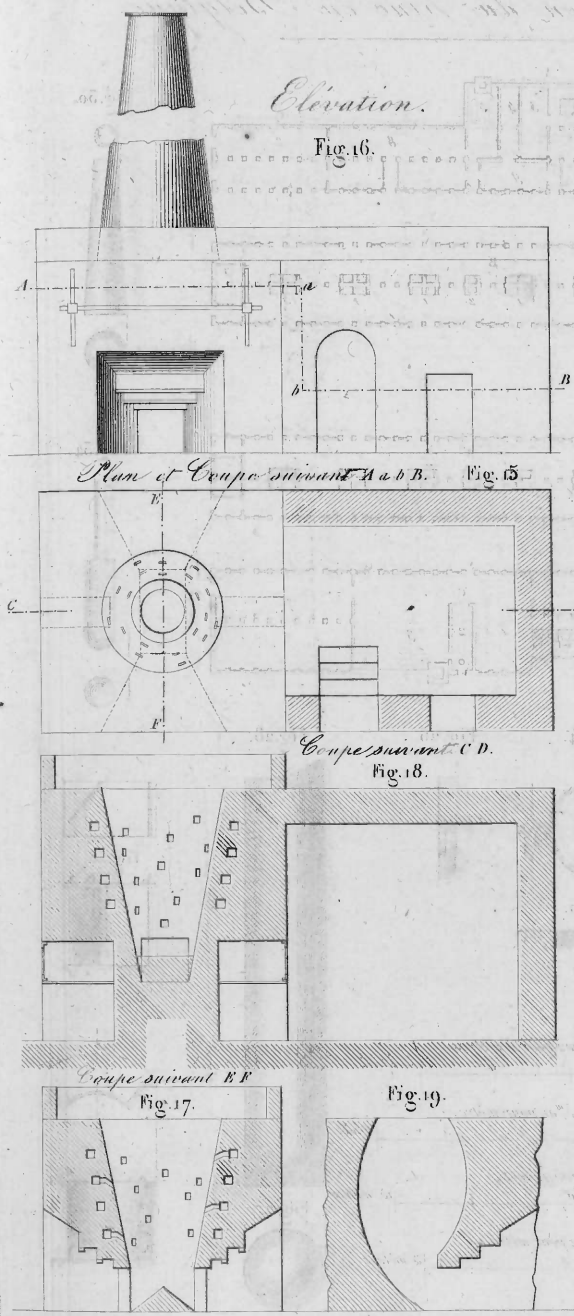 Elévation.
Fig.16.
A
a
b
B
Plan et Coupe suivant A a b B. Fig.15
E
C
F
Coupe suivant C D.
Fig.18.
Coupe suivant E F
Fig.17.
Fig.19.